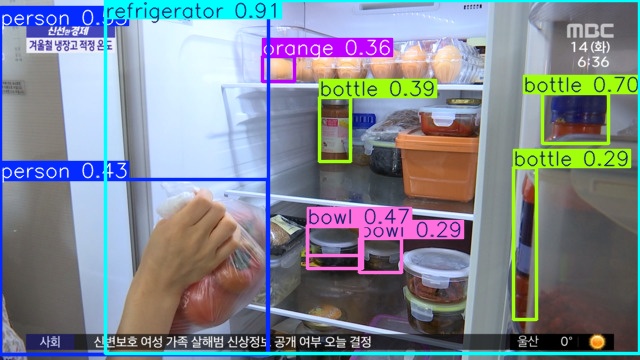 person 0.
refrigerator 0.91
신선한경제
겨울철 냉장고 적정 온도
MBC
14(화)
6:36
orange 0.36
bottle 0.39
bottle 0.70
bottle 0.29
person 0.43
bowl 0.47
bowl 0.29
사회
신변보호 여성 가족 살해범 신상정보 공개 여부 오늘 결정
울산 0°